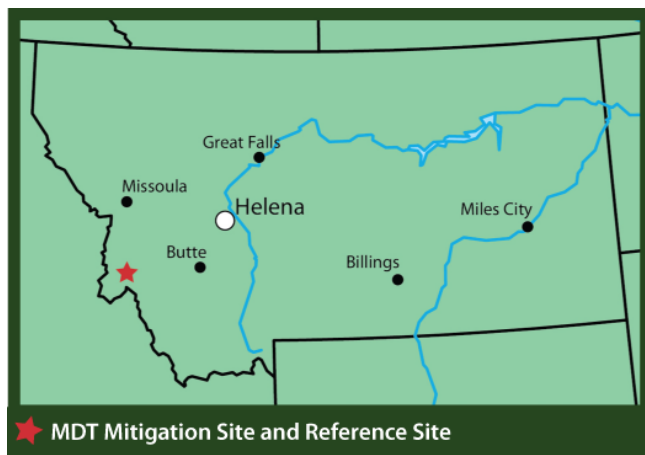 Great Falls
Missoula
Helena
Miles City
Butte
Billings
MDT Mitigation Site and Reference Site